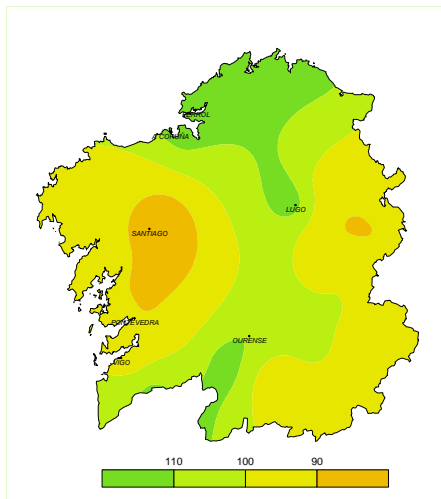 FERROL
A CORUÑA
LUGO
SANTIAGO
PONTEVEDRA
OURENSE
VIGO
110 100 90